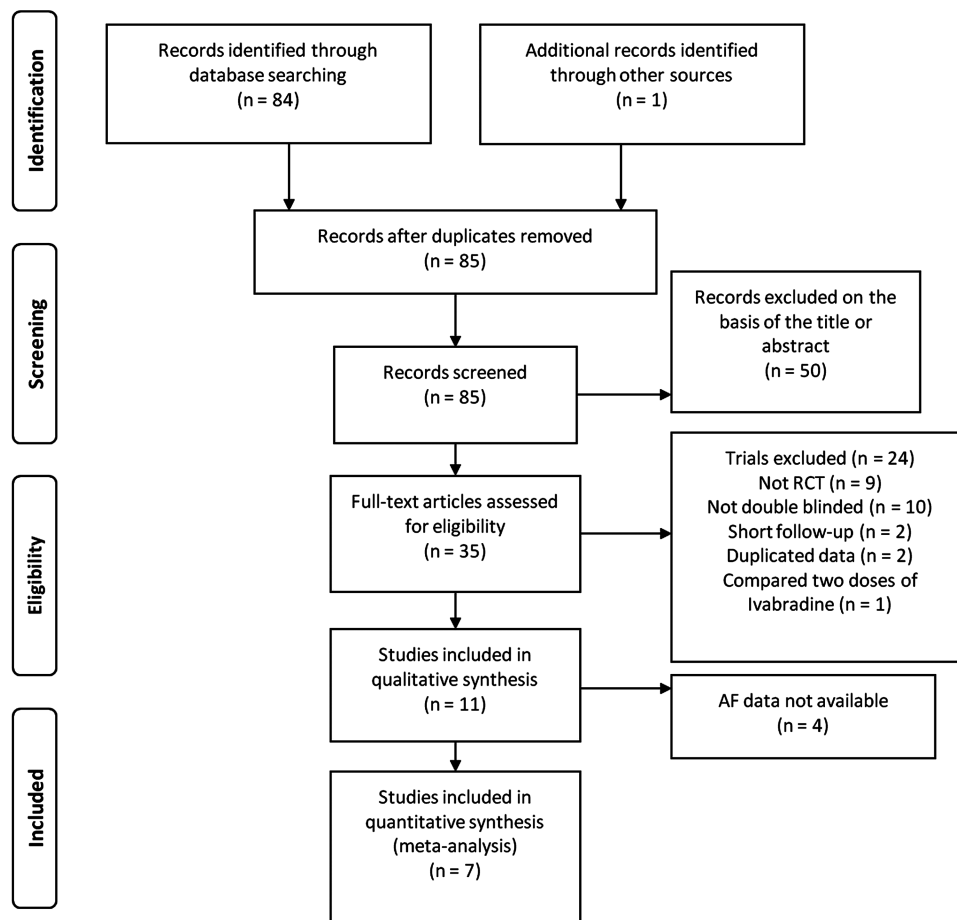 Identification
Records identified through
database searching
(n = 84)
Additional records identified
through other sources
(n = 1)
Records after duplicates removed
(n = 85)
Screening
Records screened
(n = 85)
Records excluded on the
basis of the title or
abstract
(n = 50)
Eligibility
Full-text articles assessed
for eligibility
(n = 35)
Trials excluded (n = 24)
Not RCT (n = 9)
Not double blinded (n = 10)
Short follow-up (n = 2)
Duplicated data (n = 2)
Compared two doses of
Ivabradine (n = 1)
Studies included in
qualitative synthesis
(n = 11)
AF data not available
(n = 4)
Included
Studies included in
quantitative synthesis
(meta-analysis)
(n = 7)